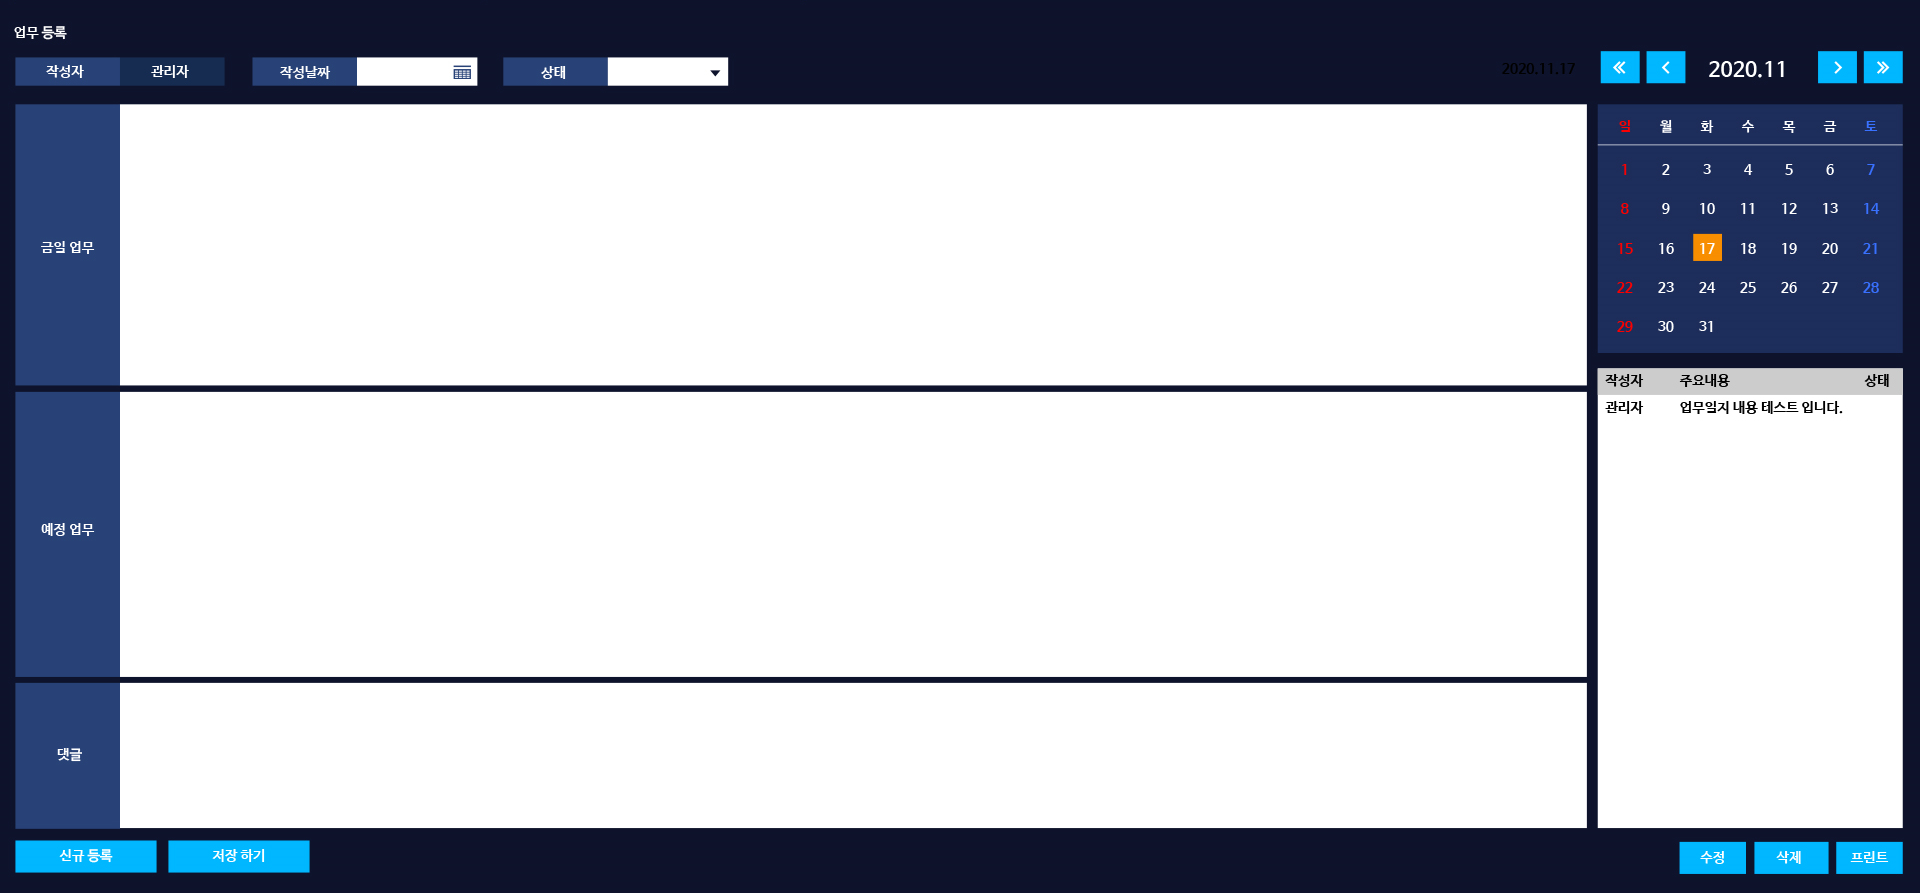 업무 등록
작성자 관리자 작성날짜 상태 2020.11.17 2020.11
일 월 화 수 목 금 토
1 2 3 4 5 6 7
8 9 10 11 12 13 14
15 16 17 18 19 20 21
22 23 24 25 26 27 28
29 30 31
금일 업무
예정 업무
댓글
작성자 주요내용 상태
관리자 업무일지 내용 테스트 입니다.
신규 등록 저장 하기 수정 삭제 프린트